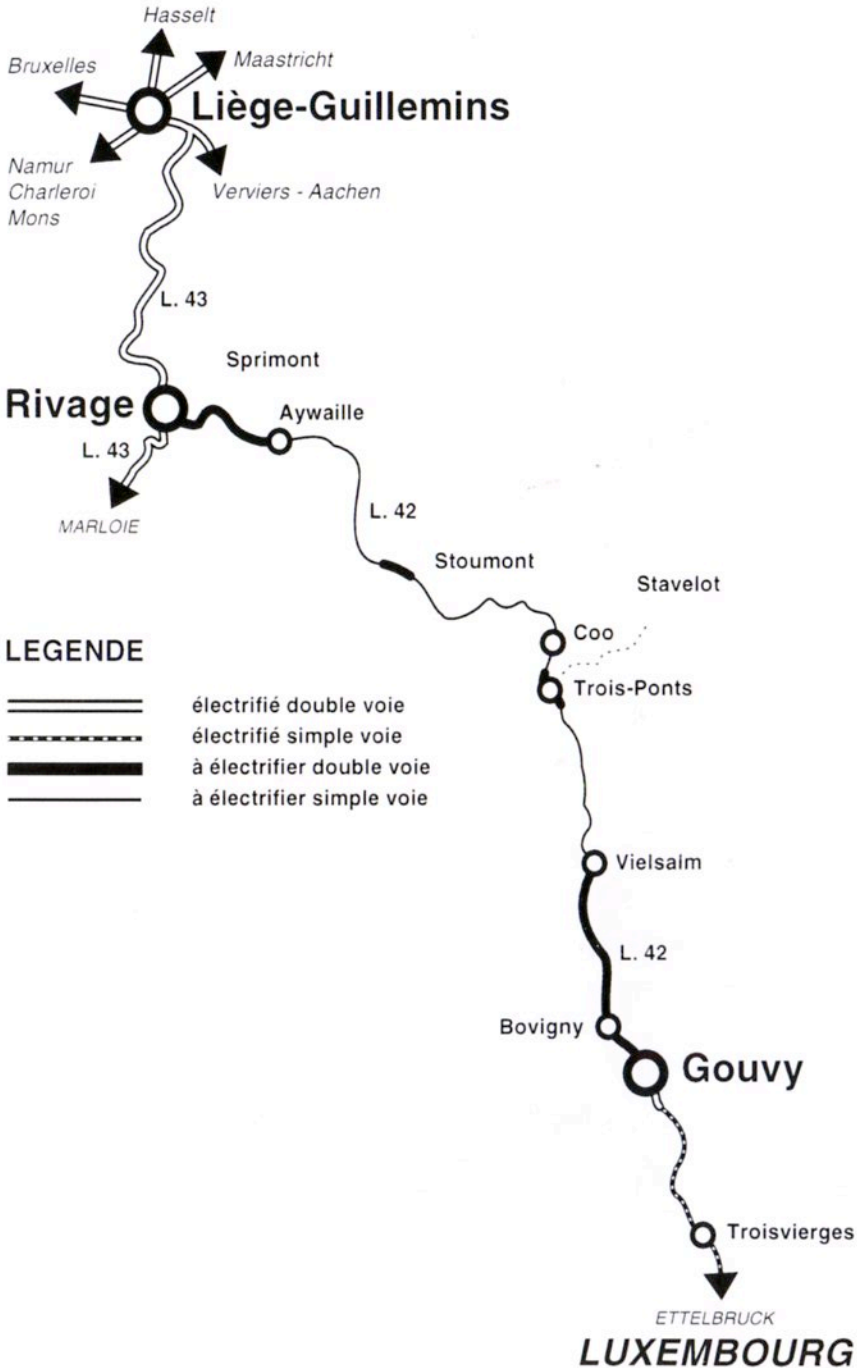 Hasselt
Bruxelles
Maastricht
Liège-Guillemins
Namur
Charleroi
Mons
Verviers - Aachen
L. 43
Sprimont
Rivage
Aywaille
L. 43
MARLOIE
L. 42
Stoumont
Stavelot
Coo
Trois-Ponts
LEGENDE
électrifié double voie
électrifié simple voie
à électrifier double voie
à électrifier simple voie
Vielsalm
L. 42
Bovigny
Gouvy
Troisvierges
ETTELBRUCK
LUXEMBOURG